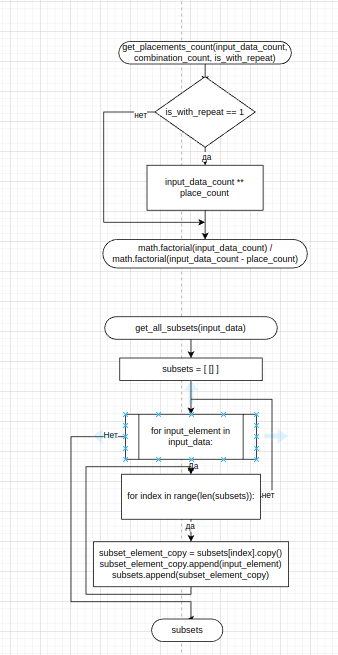 get_placements_count(input_data_count,
combination_count, is_with_repeat)
is_with_repeat == 1
нет
да
input_data_count **
place_count
math.factorial(input_data_count) /
math.factorial(input_data_count - place_count)
get_all_subsets(input_data)
subsets = [ [] ]
for input_element in
input_data:
Нет
Да
for index in range(len(subsets)):
нет
да
subset_element_copy = subsets[index].copy()
subset_element_copy.append(input_element)
subsets.append(subset_element_copy)
subsets